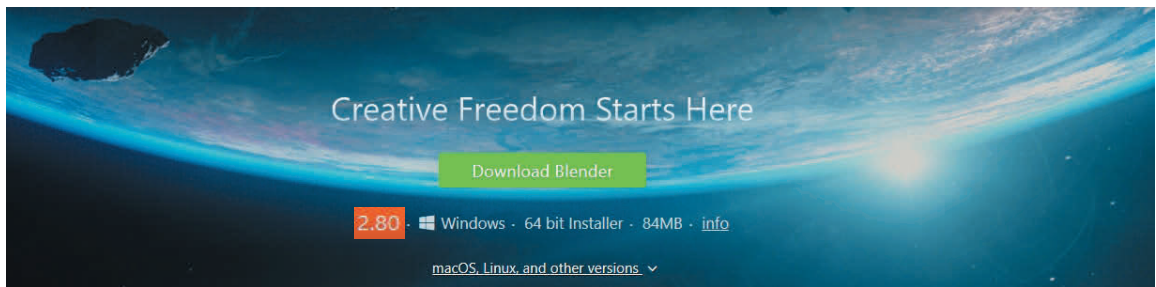 Creative Freedom Starts Here
Download Blender
2.80 · Windows · 64 bit Installer · 84MB · info
macOS, Linux, and other versions